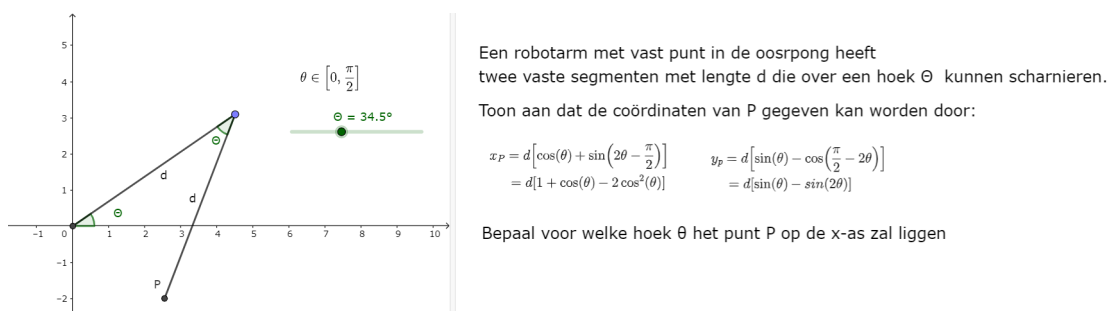 Een robotarm met vast punt in de oosrpong heeft
twee vaste segmenten met lengte d die over een hoek Θ kunnen scharnieren.
Toon aan dat de coördinaten van P gegeven kan worden door:
x_P = d[cos(θ) + sin(2θ − π/2)]
= d[1 + cos(θ) − 2 cos²(θ)]
y_p = d[sin(θ) − cos(π/2 − 2θ)]
= d[sin(θ) − sin(2θ)]
Bepaal voor welke hoek θ het punt P op de x-as zal liggen
θ ∈ [0, π/2]
Θ = 34.5°
Θ
d
d
Θ
P
5
4
3
2
1
0
−1
−2
−1
1
2
3
4
5
6
7
8
9
10